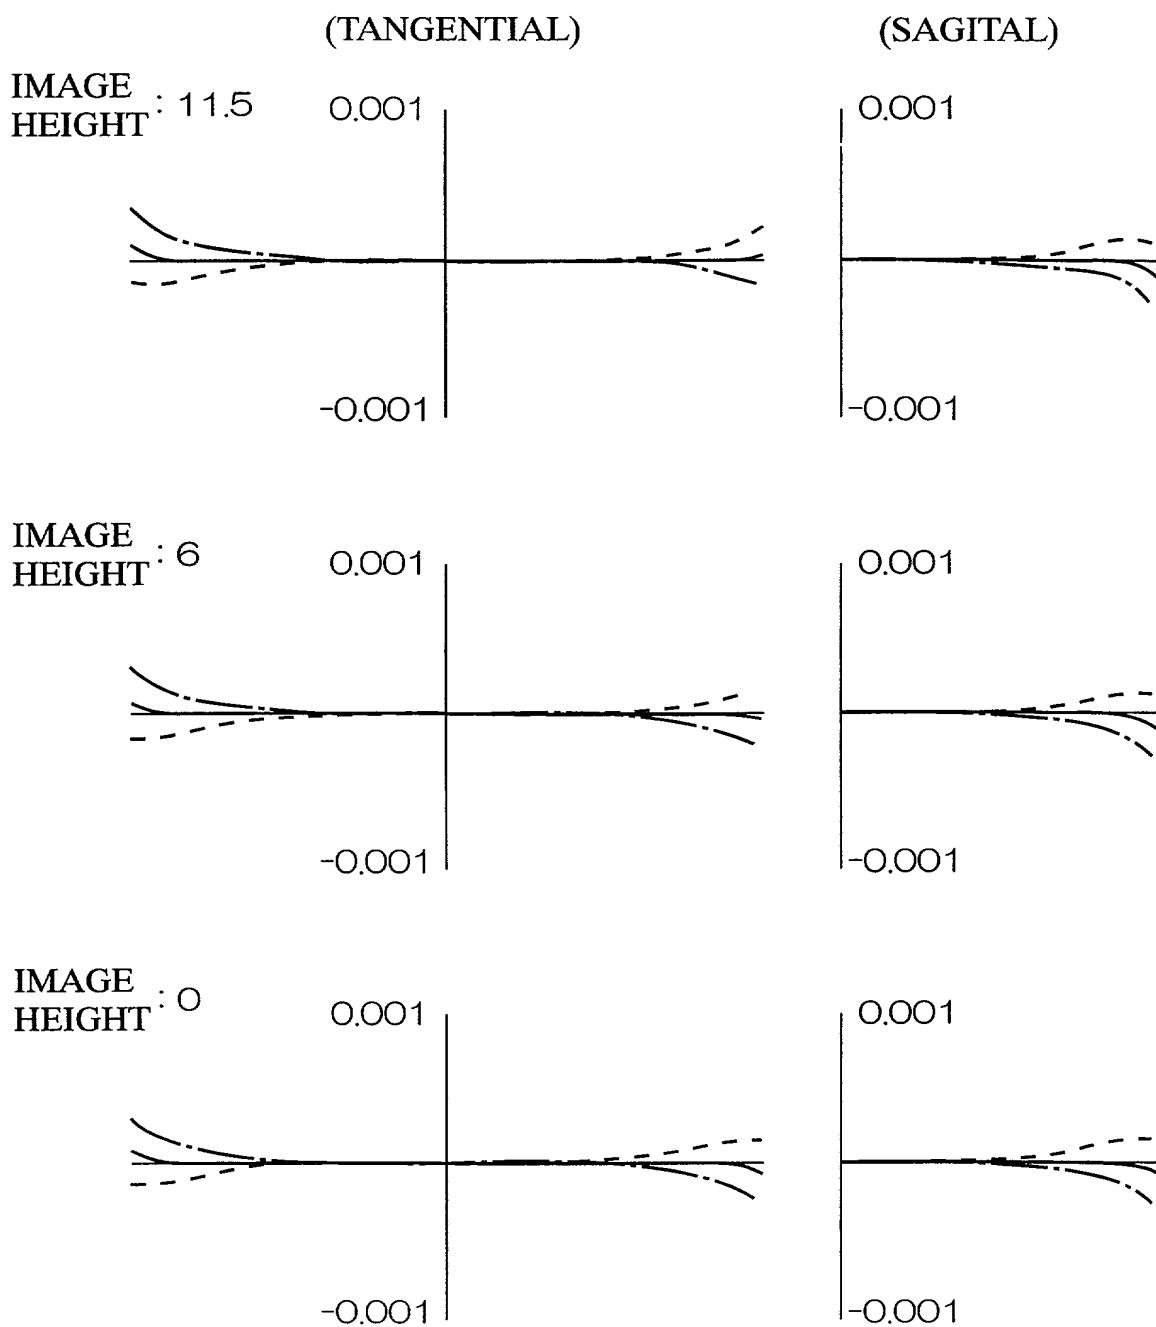 (TANGENTIAL) (SAGITAL)
IMAGE HEIGHT : 11.5
0.001 0.001
-0.001 -0.001
IMAGE HEIGHT : 6
0.001 0.001
-0.001 -0.001
IMAGE HEIGHT : 0
0.001 0.001
-0.001 -0.001